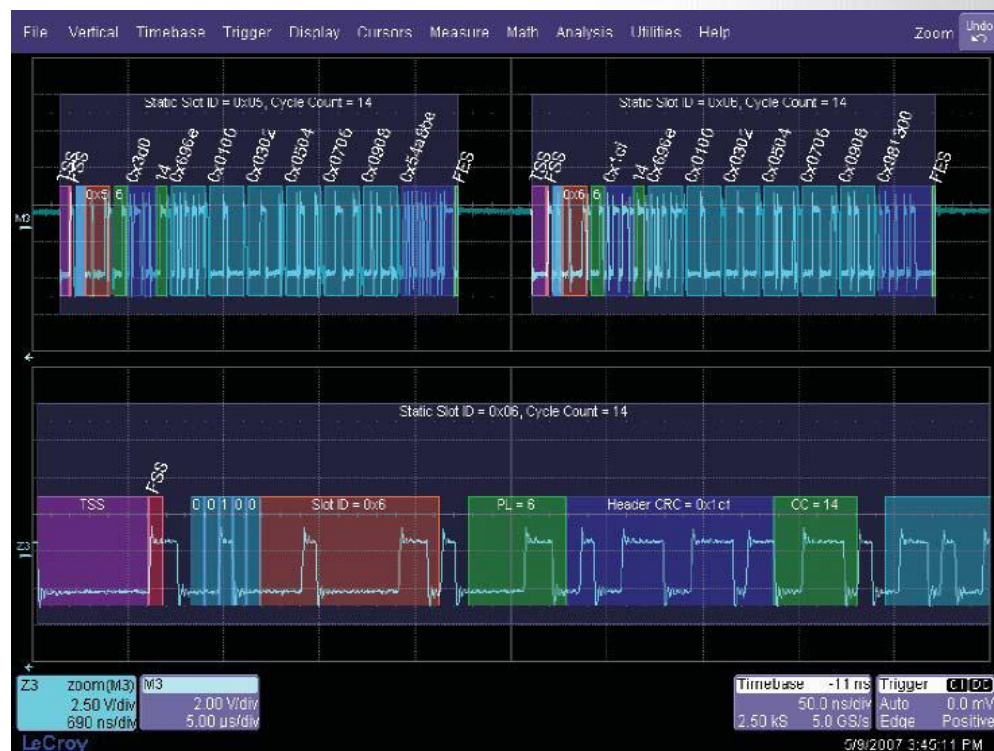 File Vertical Timebase Trigger Display Cursors Measure Math Analysis Utilities Help Zoom Undo
Static Slot ID = 0x05, Cycle Count = 14
Static Slot ID = 0x06, Cycle Count = 14
TSS FSS 0x3d0 14 0x696e 0x0100 0x0302 0x0504 0x0706 0x0908 FES
TSS FSS 0x1cf 14 0x696e 0x0100 0x0302 0x0504 0x0706 0x0908 FES
0x5 6
0x6 6
M3
Static Slot ID = 0x06, Cycle Count = 14
FSS
TSS 0 0 1 0 0 Slot ID = 0x6 PL = 6 Header CRC = 0x1cf CC = 14
Z3
Z3 zoom(M3)
2.50 V/div
690 ns/div
M3
2.00 V/div
5.00 µs/div
Timebase -11 ns
50.0 ns/div
2.50 kS 5.0 GS/s
Trigger C1 DC
Auto 0.0 mV
Edge Positive
LeCroy
5/9/2007 3:45:11 PM